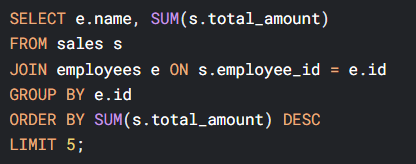 SELECT e.name, SUM(s.total_amount)
FROM sales s
JOIN employees e ON s.employee_id = e.id
GROUP BY e.id
ORDER BY SUM(s.total_amount) DESC
LIMIT 5;